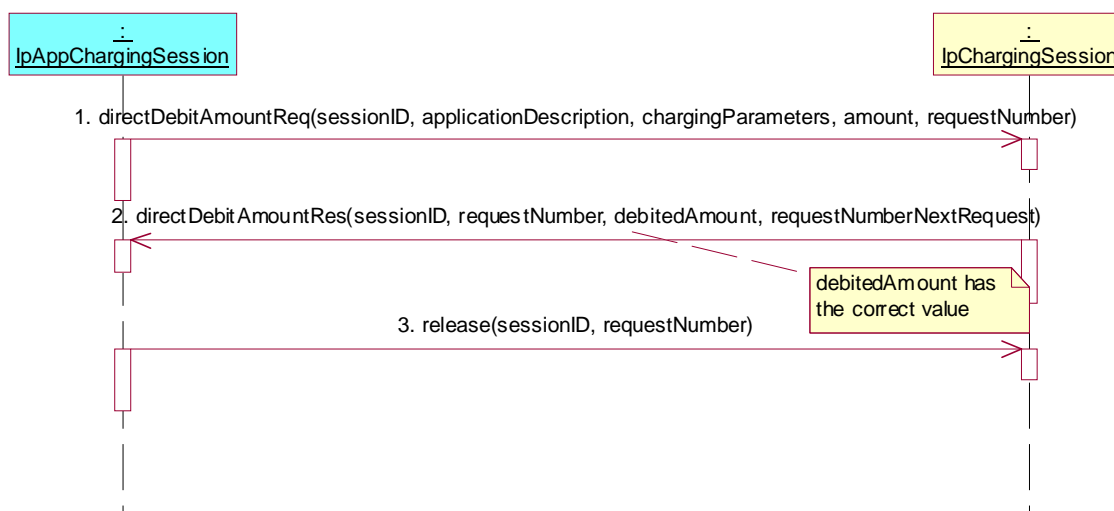 :
IpAppChargingSession
:
IpChargingSession
1. directDebitAmountReq(sessionID, applicationDescription, chargingParameters, amount, requestNumber)
2. directDebitAmountRes(sessionID, requestNumber, debitedAmount, requestNumberNextRequest)
debitedAmount has
the correct value
3. release(sessionID, requestNumber)